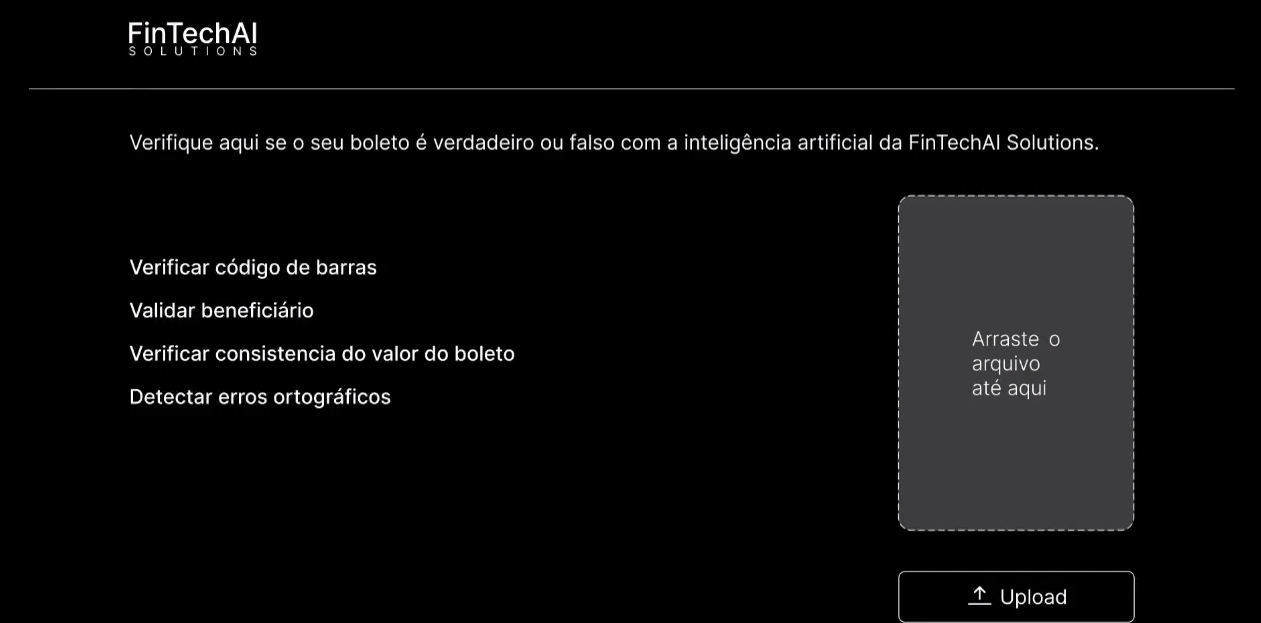 FinTechAI
SOLUTIONS
Verifique aqui se o seu boleto é verdadeiro ou falso com a inteligência artificial da FinTechAI Solutions.
Verificar código de barras
Validar beneficiário
Verificar consistencia do valor do boleto
Detectar erros ortográficos
Arraste o
arquivo
até aqui
Upload